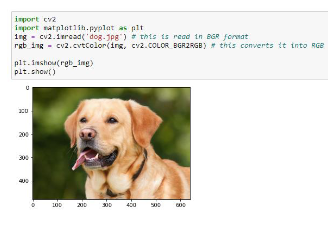 import cv2
import matplotlib.pyplot as plt
img = cv2.imread('dog.jpg') # this is read in BGR format
rgb_img = cv2.cvtColor(img, cv2.COLOR_BGR2RGB) # this converts it into RGB
plt.imshow(rgb_img)
plt.show()
0
100
200
300
400
0 100 200 300 400 500 600